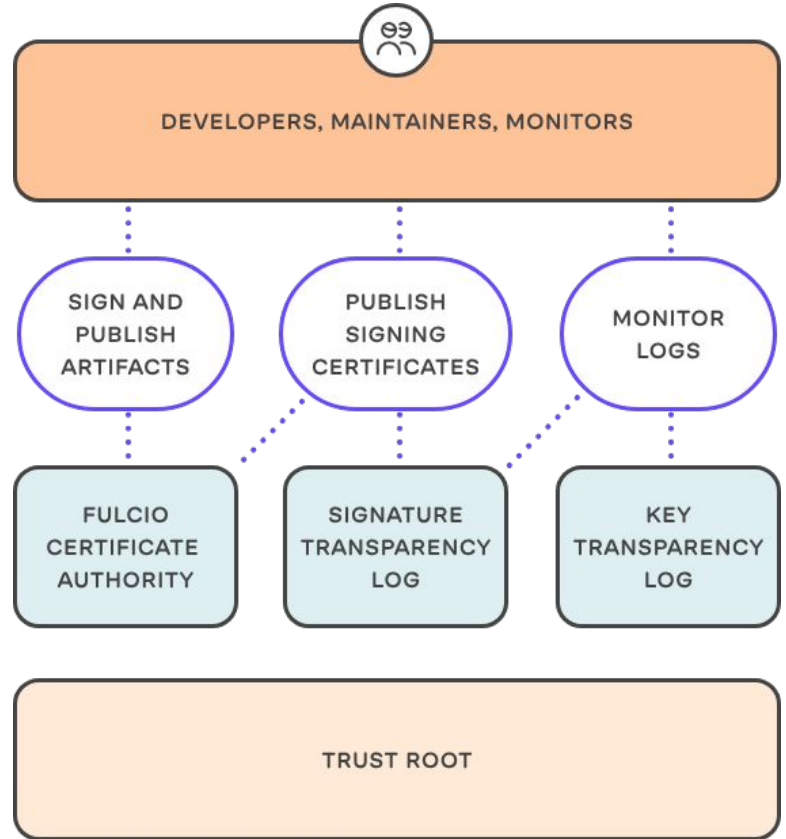 DEVELOPERS, MAINTAINERS, MONITORS
SIGN AND
PUBLISH
ARTIFACTS
PUBLISH
SIGNING
CERTIFICATES
MONITOR
LOGS
FULCIO
CERTIFICATE
AUTHORITY
SIGNATURE
TRANSPARENCY
LOG
KEY
TRANSPARENCY
LOG
TRUST ROOT